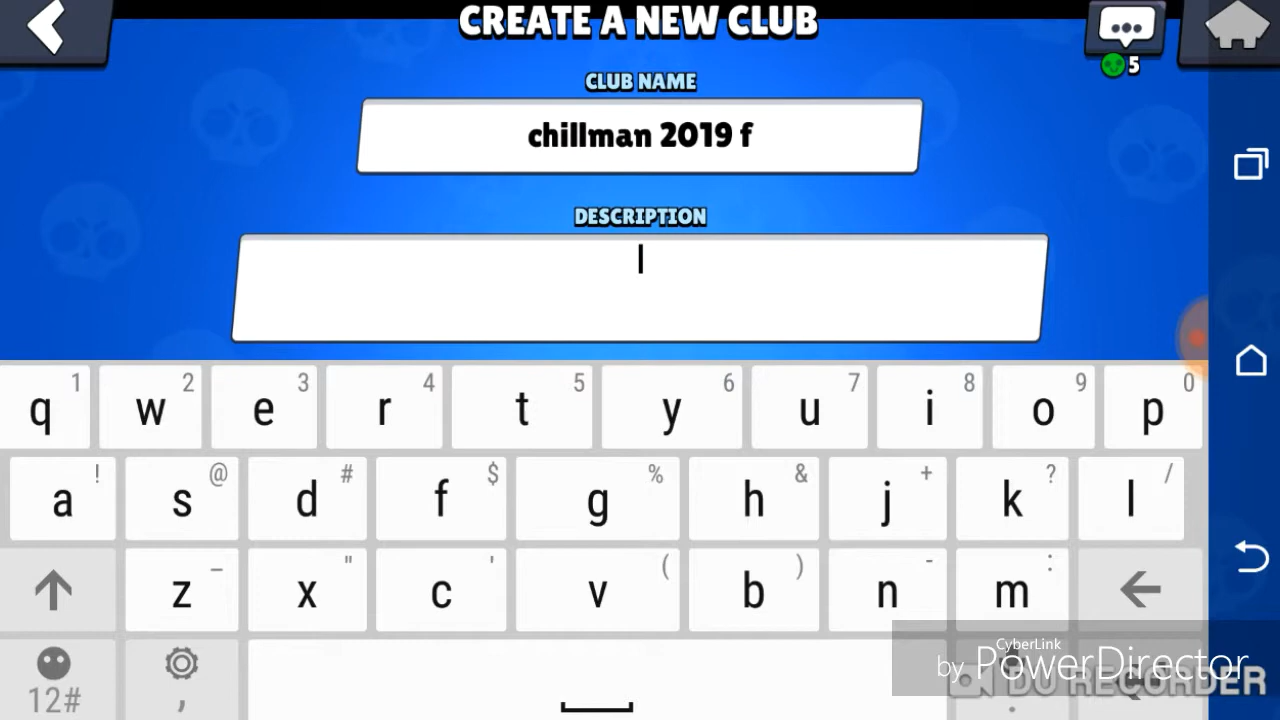 CREATE A NEW CLUB
5
CLUB NAME
chillman 2019 f
DESCRIPTION
1 2 3 4 5 6 7 8 9 0
q w e r t y u i o p
! @ # $ % & + ? /
a s d f g h j k l
_ " ' ( ) - :
z x c v b n m
12# , .
CyberLink
by PowerDirector
DU RECORDER